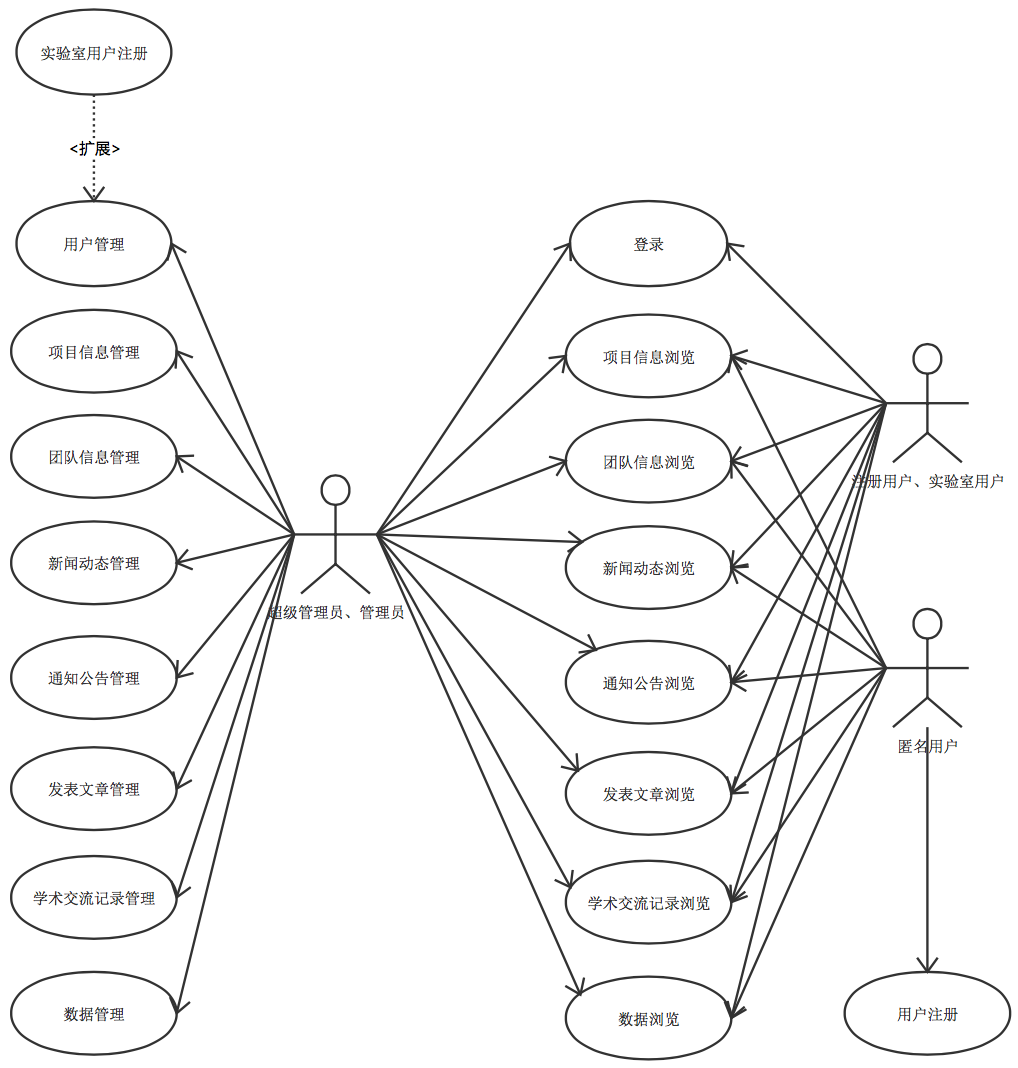 实验室用户注册
<扩展>
用户管理
项目信息管理
团队信息管理
新闻动态管理
通知公告管理
发表文章管理
学术交流记录管理
数据管理
超级管理员、管理员
登录
项目信息浏览
团队信息浏览
新闻动态浏览
通知公告浏览
发表文章浏览
学术交流记录浏览
数据浏览
注册用户、实验室用户
匿名用户
用户注册